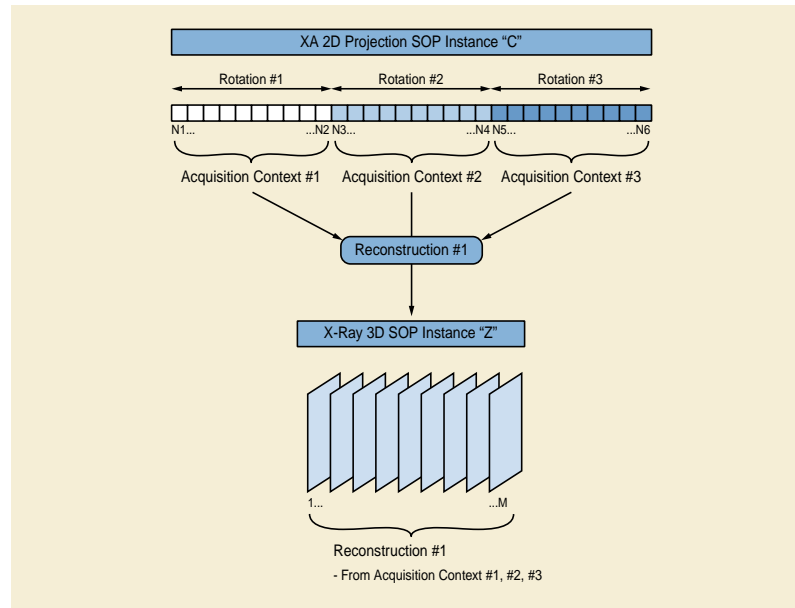 XA 2D Projection SOP Instance “C”
Rotation #1 Rotation #2 Rotation #3
N1... ...N2 N3... ...N4 N5... ...N6
Acquisition Context #1 Acquisition Context #2 Acquisition Context #3
Reconstruction #1
X-Ray 3D SOP Instance “Z”
1... ...M
Reconstruction #1
- From Acquisition Context #1, #2, #3